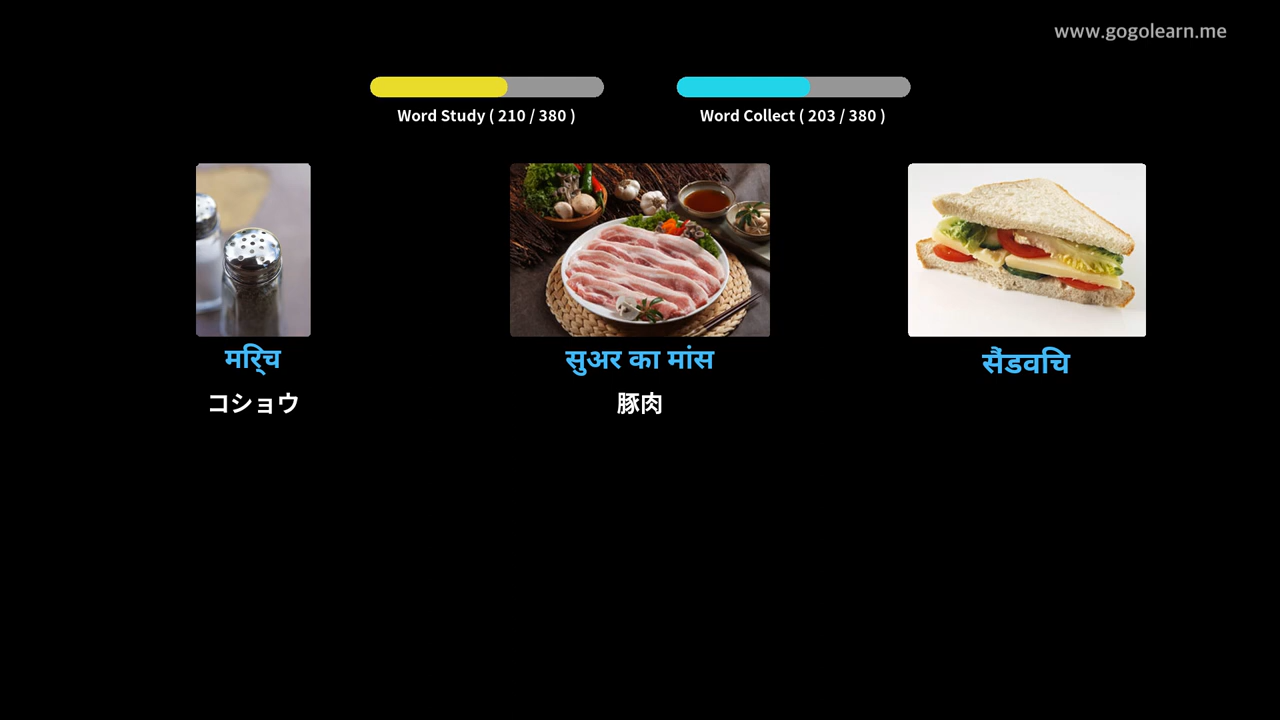 www.gogolearn.me
Word Study ( 210 / 380 )
Word Collect ( 203 / 380 )
मिर्च
सुअर का मांस
सैंडविच
コショウ
豚肉